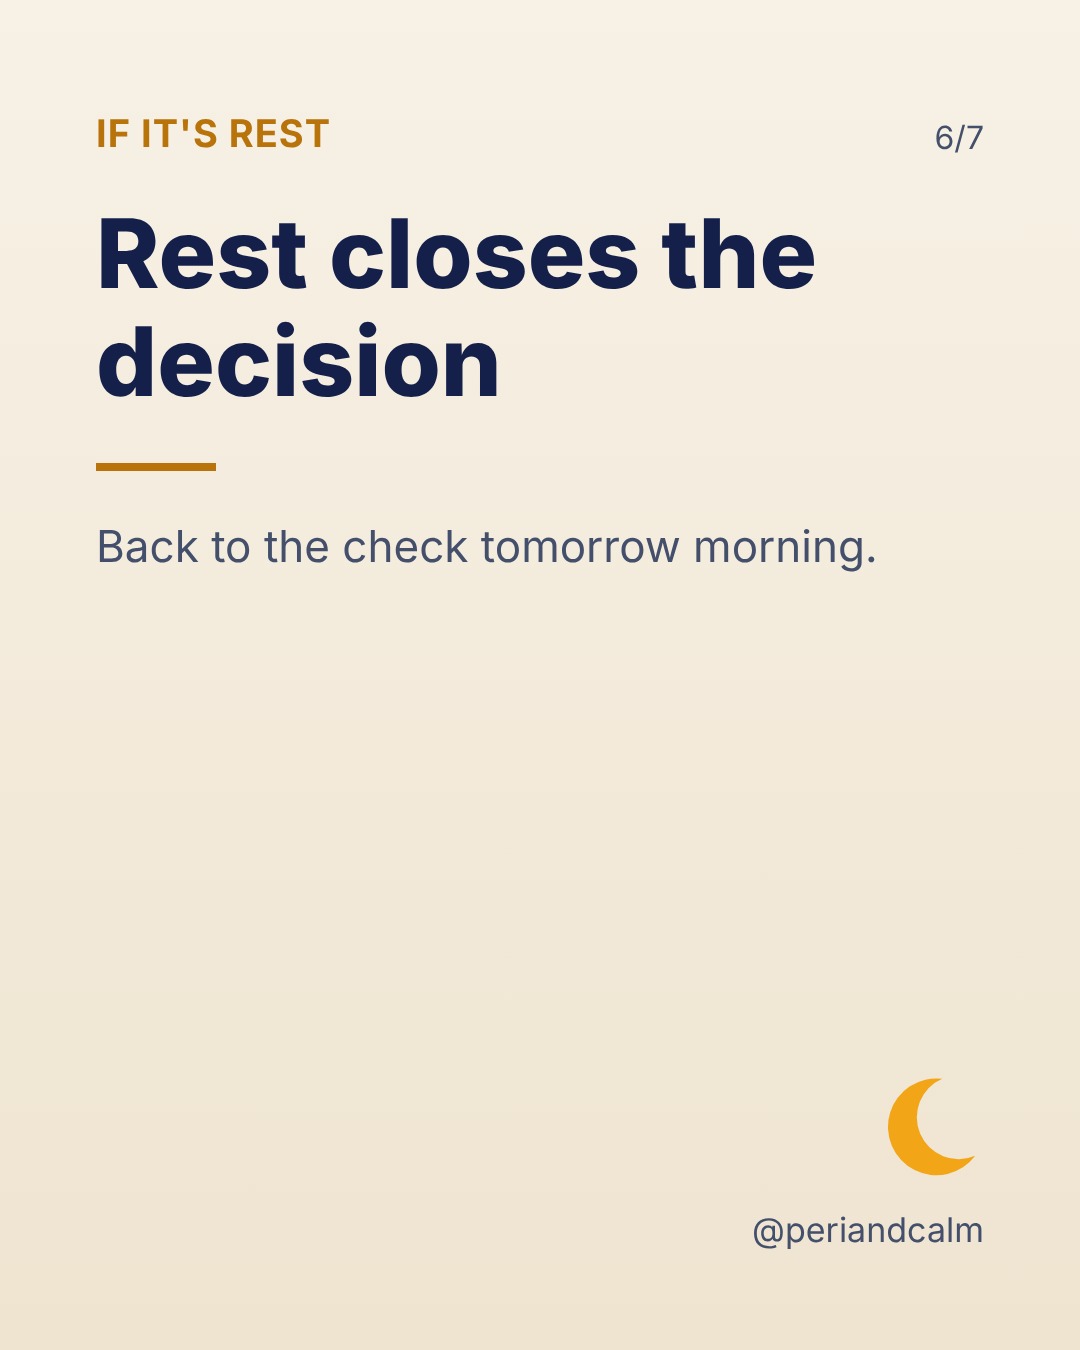 IF IT'S REST
6/7
Rest closes the
decision
Back to the check tomorrow morning.
@periandcalm